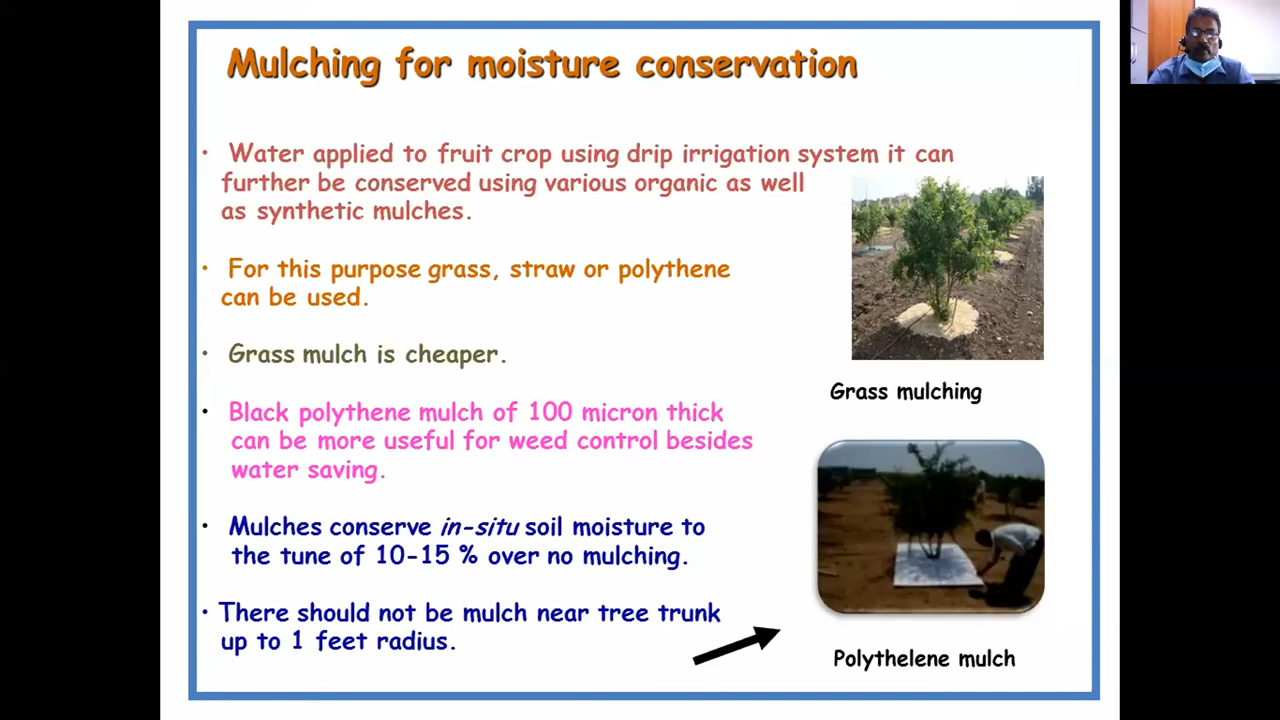 Mulching for moisture conservation
• Water applied to fruit crop using drip irrigation system it can
further be conserved using various organic as well
as synthetic mulches.
• For this purpose grass, straw or polythene
can be used.
• Grass mulch is cheaper.
• Black polythene mulch of 100 micron thick
can be more useful for weed control besides
water saving.
• Mulches conserve in-situ soil moisture to
the tune of 10-15 % over no mulching.
• There should not be mulch near tree trunk
up to 1 feet radius.
Grass mulching
Polythelene mulch